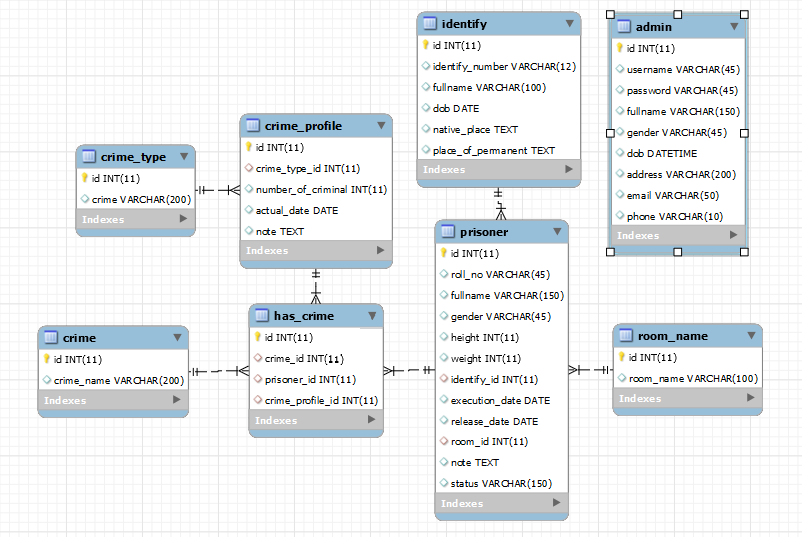 identify
id INT(11)
identify_number VARCHAR(12)
fullname VARCHAR(100)
dob DATE
native_place TEXT
place_of_permanent TEXT
Indexes
admin
id INT(11)
username VARCHAR(45)
password VARCHAR(45)
fullname VARCHAR(150)
gender VARCHAR(45)
dob DATETIME
address VARCHAR(200)
email VARCHAR(50)
phone VARCHAR(10)
Indexes
crime_profile
id INT(11)
crime_type_id INT(11)
number_of_criminal INT(11)
actual_date DATE
note TEXT
Indexes
crime_type
id INT(11)
crime VARCHAR(200)
Indexes
prisoner
id INT(11)
roll_no VARCHAR(45)
fullname VARCHAR(150)
gender VARCHAR(45)
height INT(11)
weight INT(11)
identify_id INT(11)
execution_date DATE
release_date DATE
room_id INT(11)
note TEXT
status VARCHAR(150)
Indexes
has_crime
id INT(11)
crime_id INT(11)
prisoner_id INT(11)
crime_profile_id INT(11)
Indexes
crime
id INT(11)
crime_name VARCHAR(200)
Indexes
room_name
id INT(11)
room_name VARCHAR(100)
Indexes